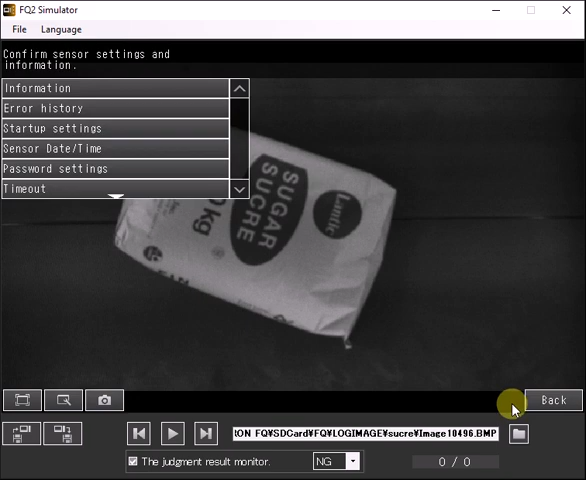 FQ2 Simulator
File Language
Confirm sensor settings and
information.
Information
Error history
Startup settings
Sensor Date/Time
Password settings
Timeout
SUGAR
SUCRE
Lantic
kg
Back
ON FQ¥SDCard¥FQ¥LOGIMAGE¥sucre¥Image10496.BMP
The judgment result monitor. NG
0 / 0